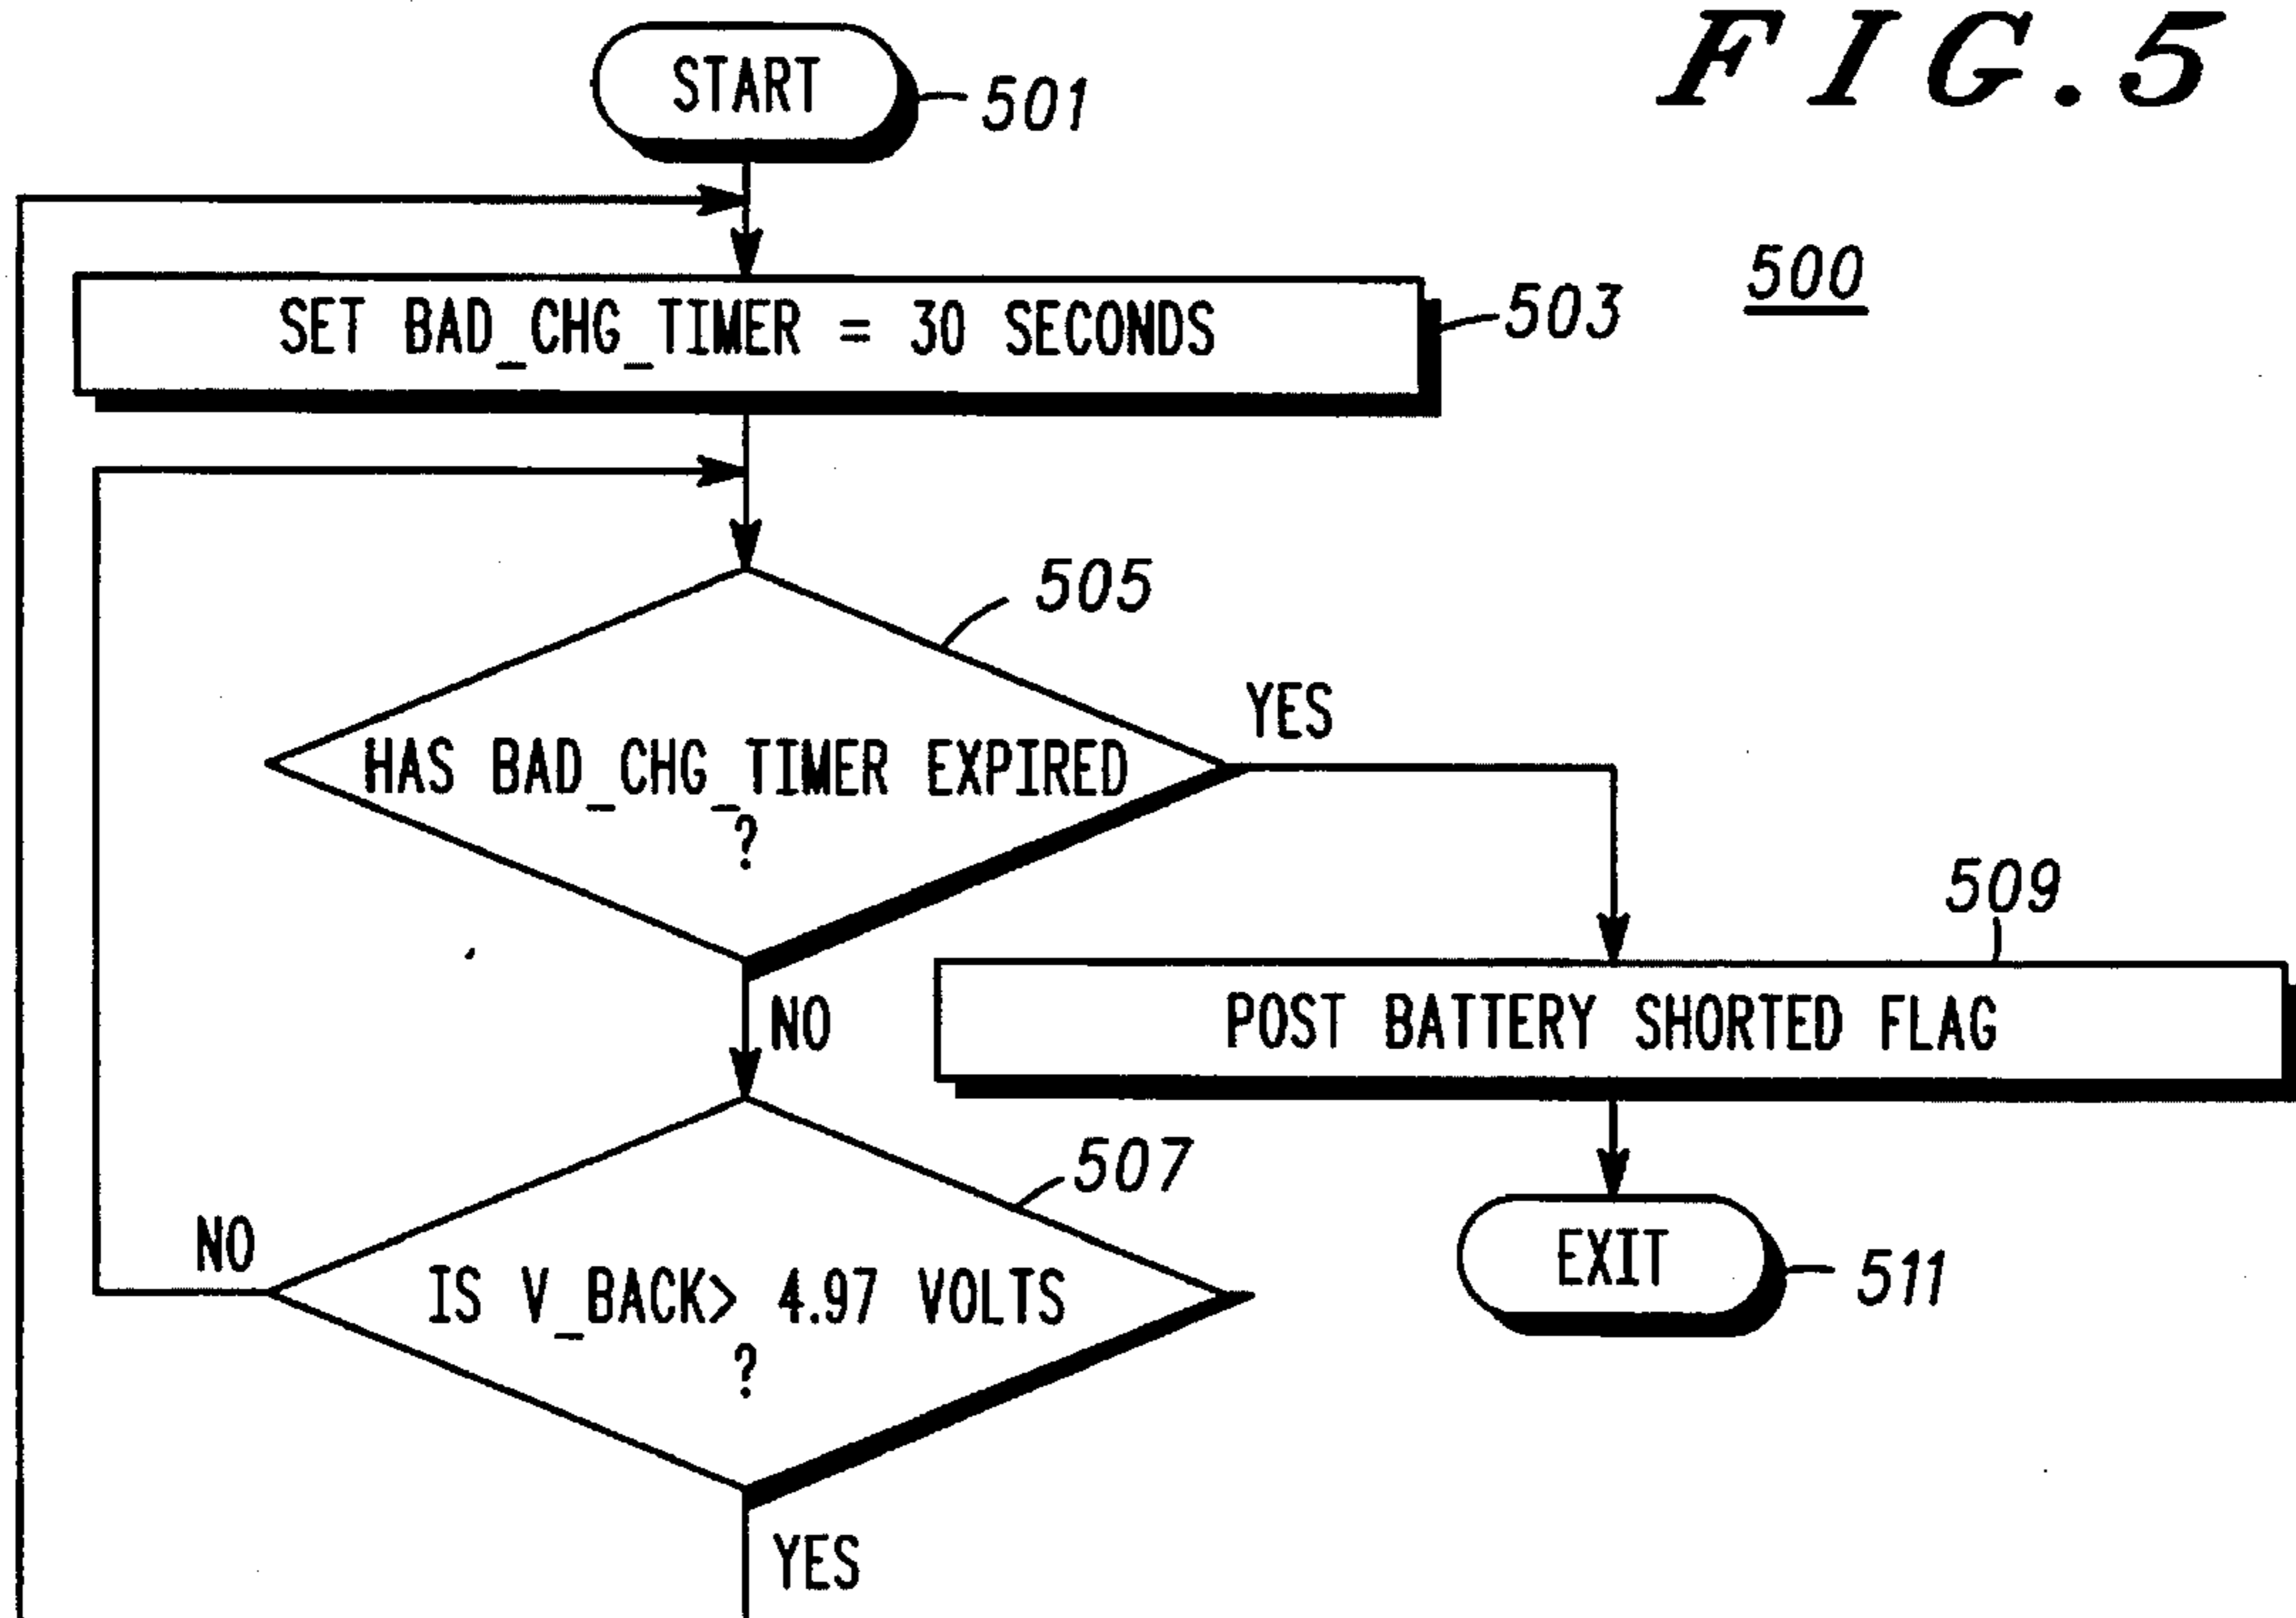 FIG.5
START
501
500
SET BAD_CHG_TIMER = 30 SECONDS
503
505
HAS BAD_CHG_TIMER EXPIRED
?
YES
NO
509
POST BATTERY SHORTED FLAG
507
NO
IS V_BACK> 4.97 VOLTS
?
EXIT
511
YES